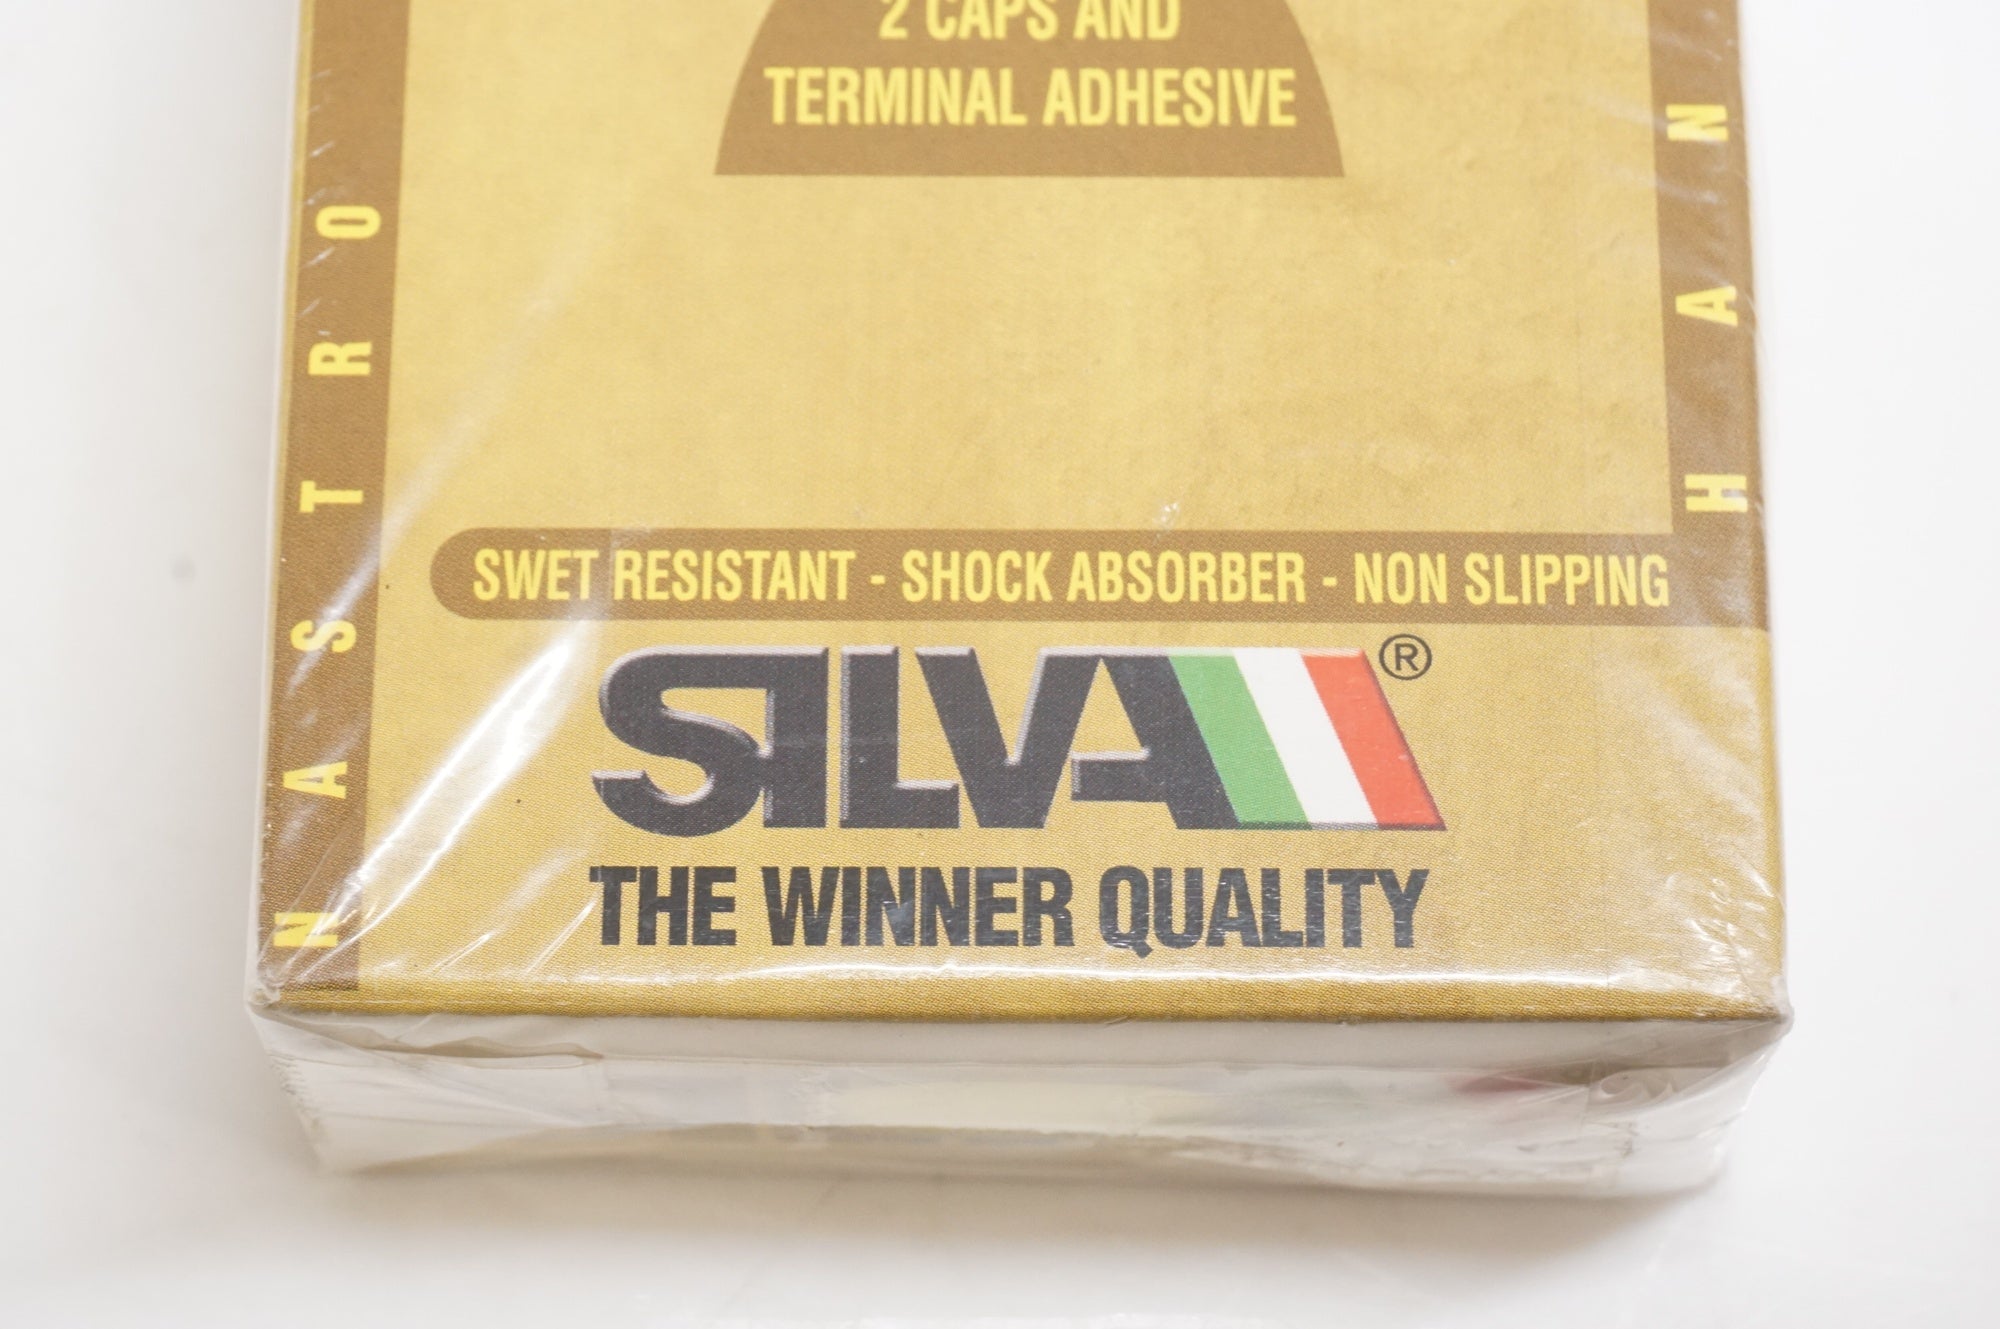 2 CAPS AND
TERMINAL ADHESIVE
NASTRO
HAN
SWET RESISTANT - SHOCK ABSORBER - NON SLIPPING
SILVA®
THE WINNER QUALITY